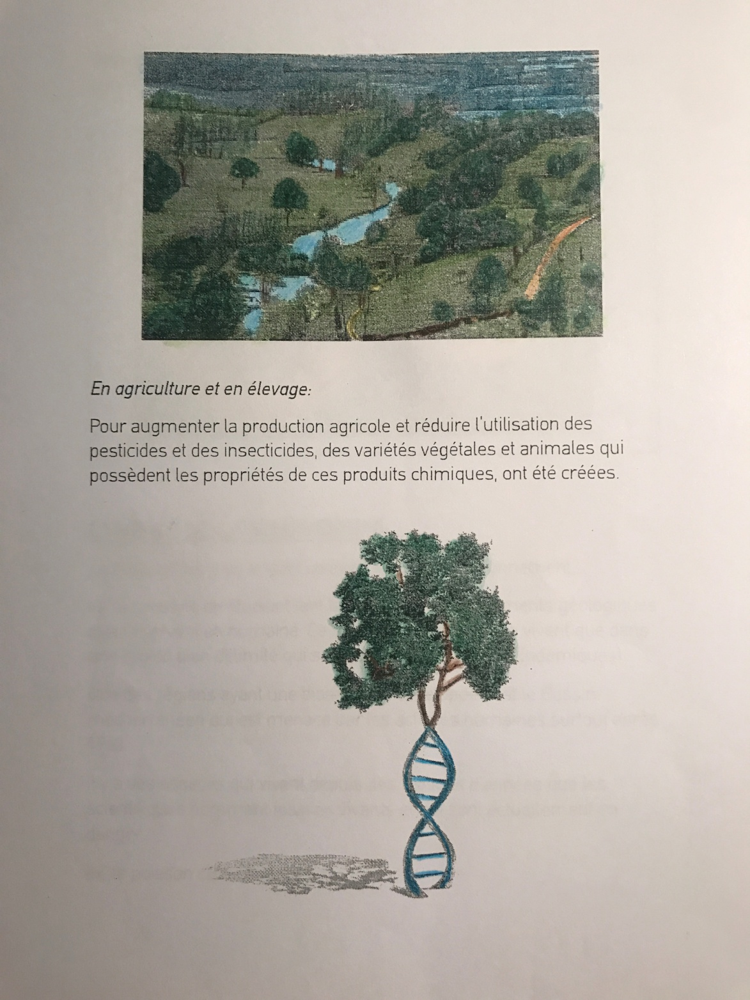 En agriculture et en élevage:
Pour augmenter la production agricole et réduire l'utilisation des
pesticides et des insecticides, des variétés végétales et animales qui
possèdent les propriétés de ces produits chimiques, ont été créées.